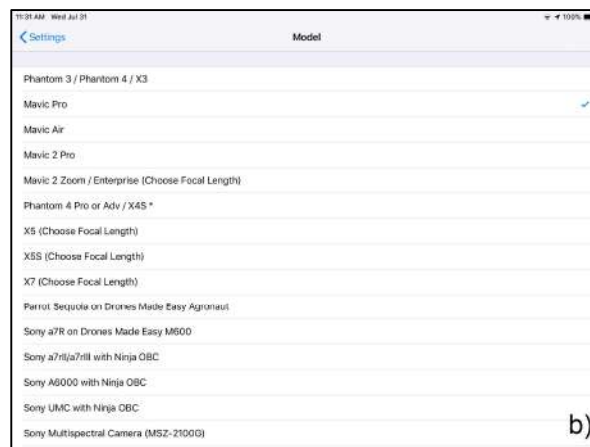 11:31 AM Wed Jul 31
100%
Settings
Model
Phantom 3 / Phantom 4 / X3
Mavic Pro
Mavic Air
Mavic 2 Pro
Mavic 2 Zoom / Enterprise (Choose Focal Length)
Phantom 4 Pro or Adv / X4S *
X5 (Choose Focal Length)
X5S (Choose Focal Length)
X7 (Choose Focal Length)
Parrot Sequoia on Drones Made Easy Agronaut
Sony a7R on Drones Made Easy M600
Sony a7rII/a7rIII with Ninja OBC
Sony A6000 with Ninja OBC
Sony UMC with Ninja OBC
Sony Multispectral Camera (MSZ-2100G)
b)